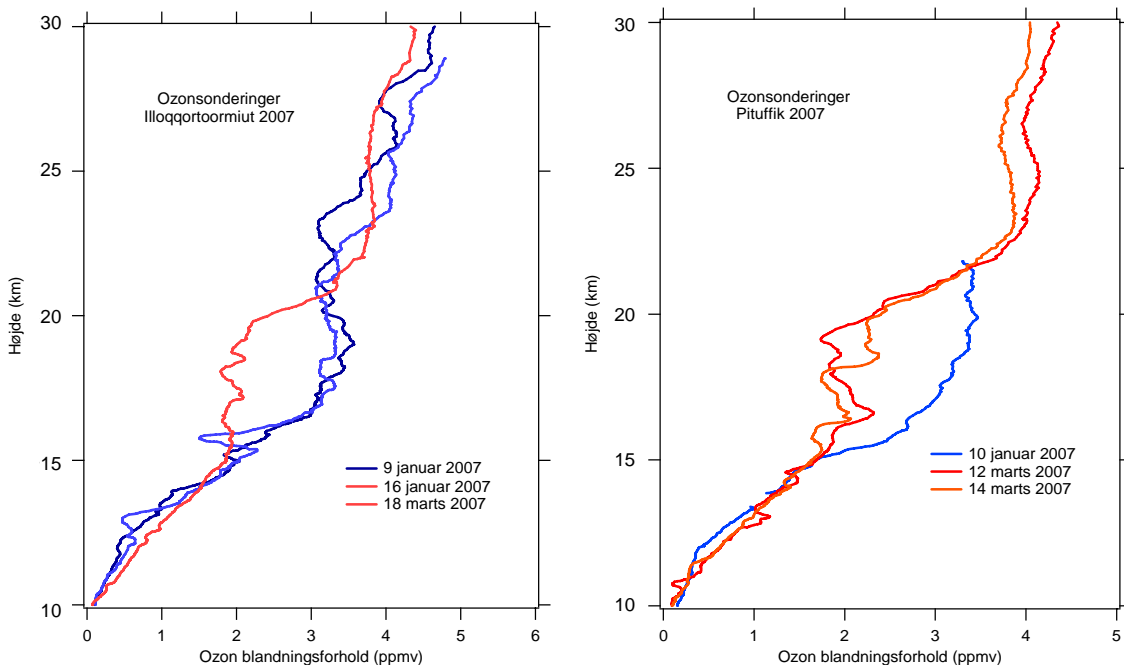 30
25
20
15
10
Højde (km)
Ozonsonderinger
Illoqqortoormiut 2007
9 januar 2007
16 januar 2007
18 marts 2007
0 1 2 3 4 5 6
Ozon blandningsforhold (ppmv)
30
25
20
15
10
Højde (km)
Ozonsonderinger
Pituffik 2007
10 januar 2007
12 marts 2007
14 marts 2007
0 1 2 3 4 5
Ozon blandningsforhold (ppmv)